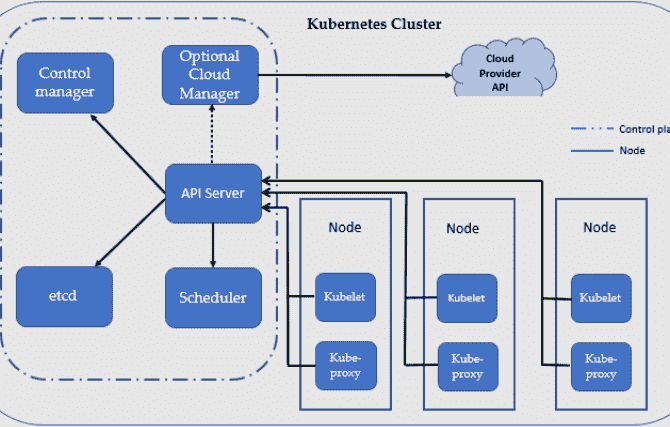 Kubernetes Cluster
Control
manager
Optional
Cloud
Manager
Cloud
Provider
API
Control pla
Node
API Server
etcd
Scheduler
Node
Kubelet
Kube-
proxy
Node
Kubelet
Kube-
proxy
Node
Kubelet
Kube-
proxy